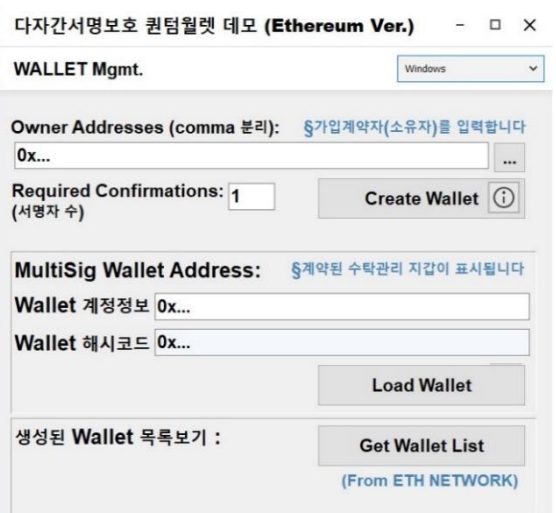 다자간서명보호 퀀텀월렛 데모 (Ethereum Ver.)
WALLET Mgmt.
Windows
Owner Addresses (comma 분리):
§가입계약자(소유자)를 입력합니다
0x...
...
Required Confirmations:
1
(서명자 수)
Create Wallet
MultiSig Wallet Address:
§계약된 수탁관리 지갑이 표시됩니다
Wallet 계정정보
0x...
Wallet 해시코드
0x...
Load Wallet
생성된 Wallet 목록보기 :
Get Wallet List
(From ETH NETWORK)